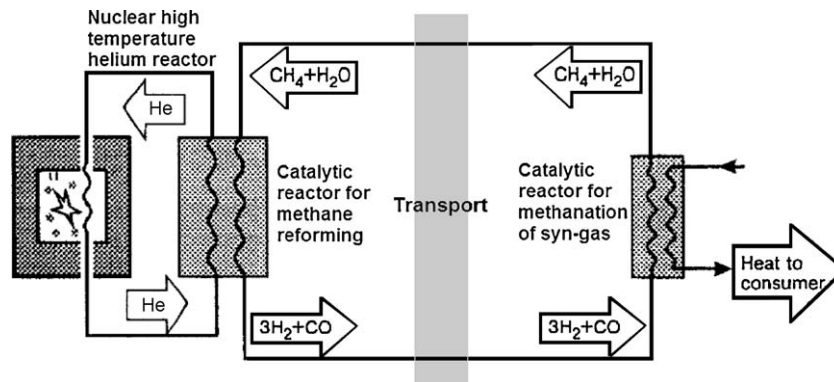 Nuclear high
temperature
helium reactor
He
He
CH₄+H₂O
CH₄+H₂O
Catalytic
reactor for
methane
reforming
Transport
Catalytic
reactor for
methanation
of syn-gas
Heat to
consumer
3H₂+CO
3H₂+CO